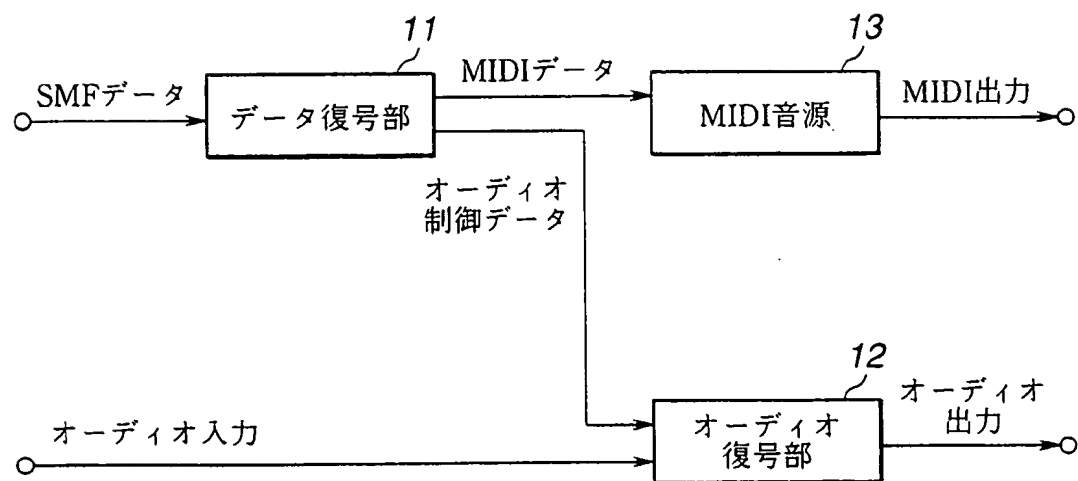 11
13
SMFデータ
データ復号部
MIDIデータ
MIDI音源
MIDI出力
オーディオ
制御データ
12
オーディオ入力
オーディオ
復号部
オーディオ
出力